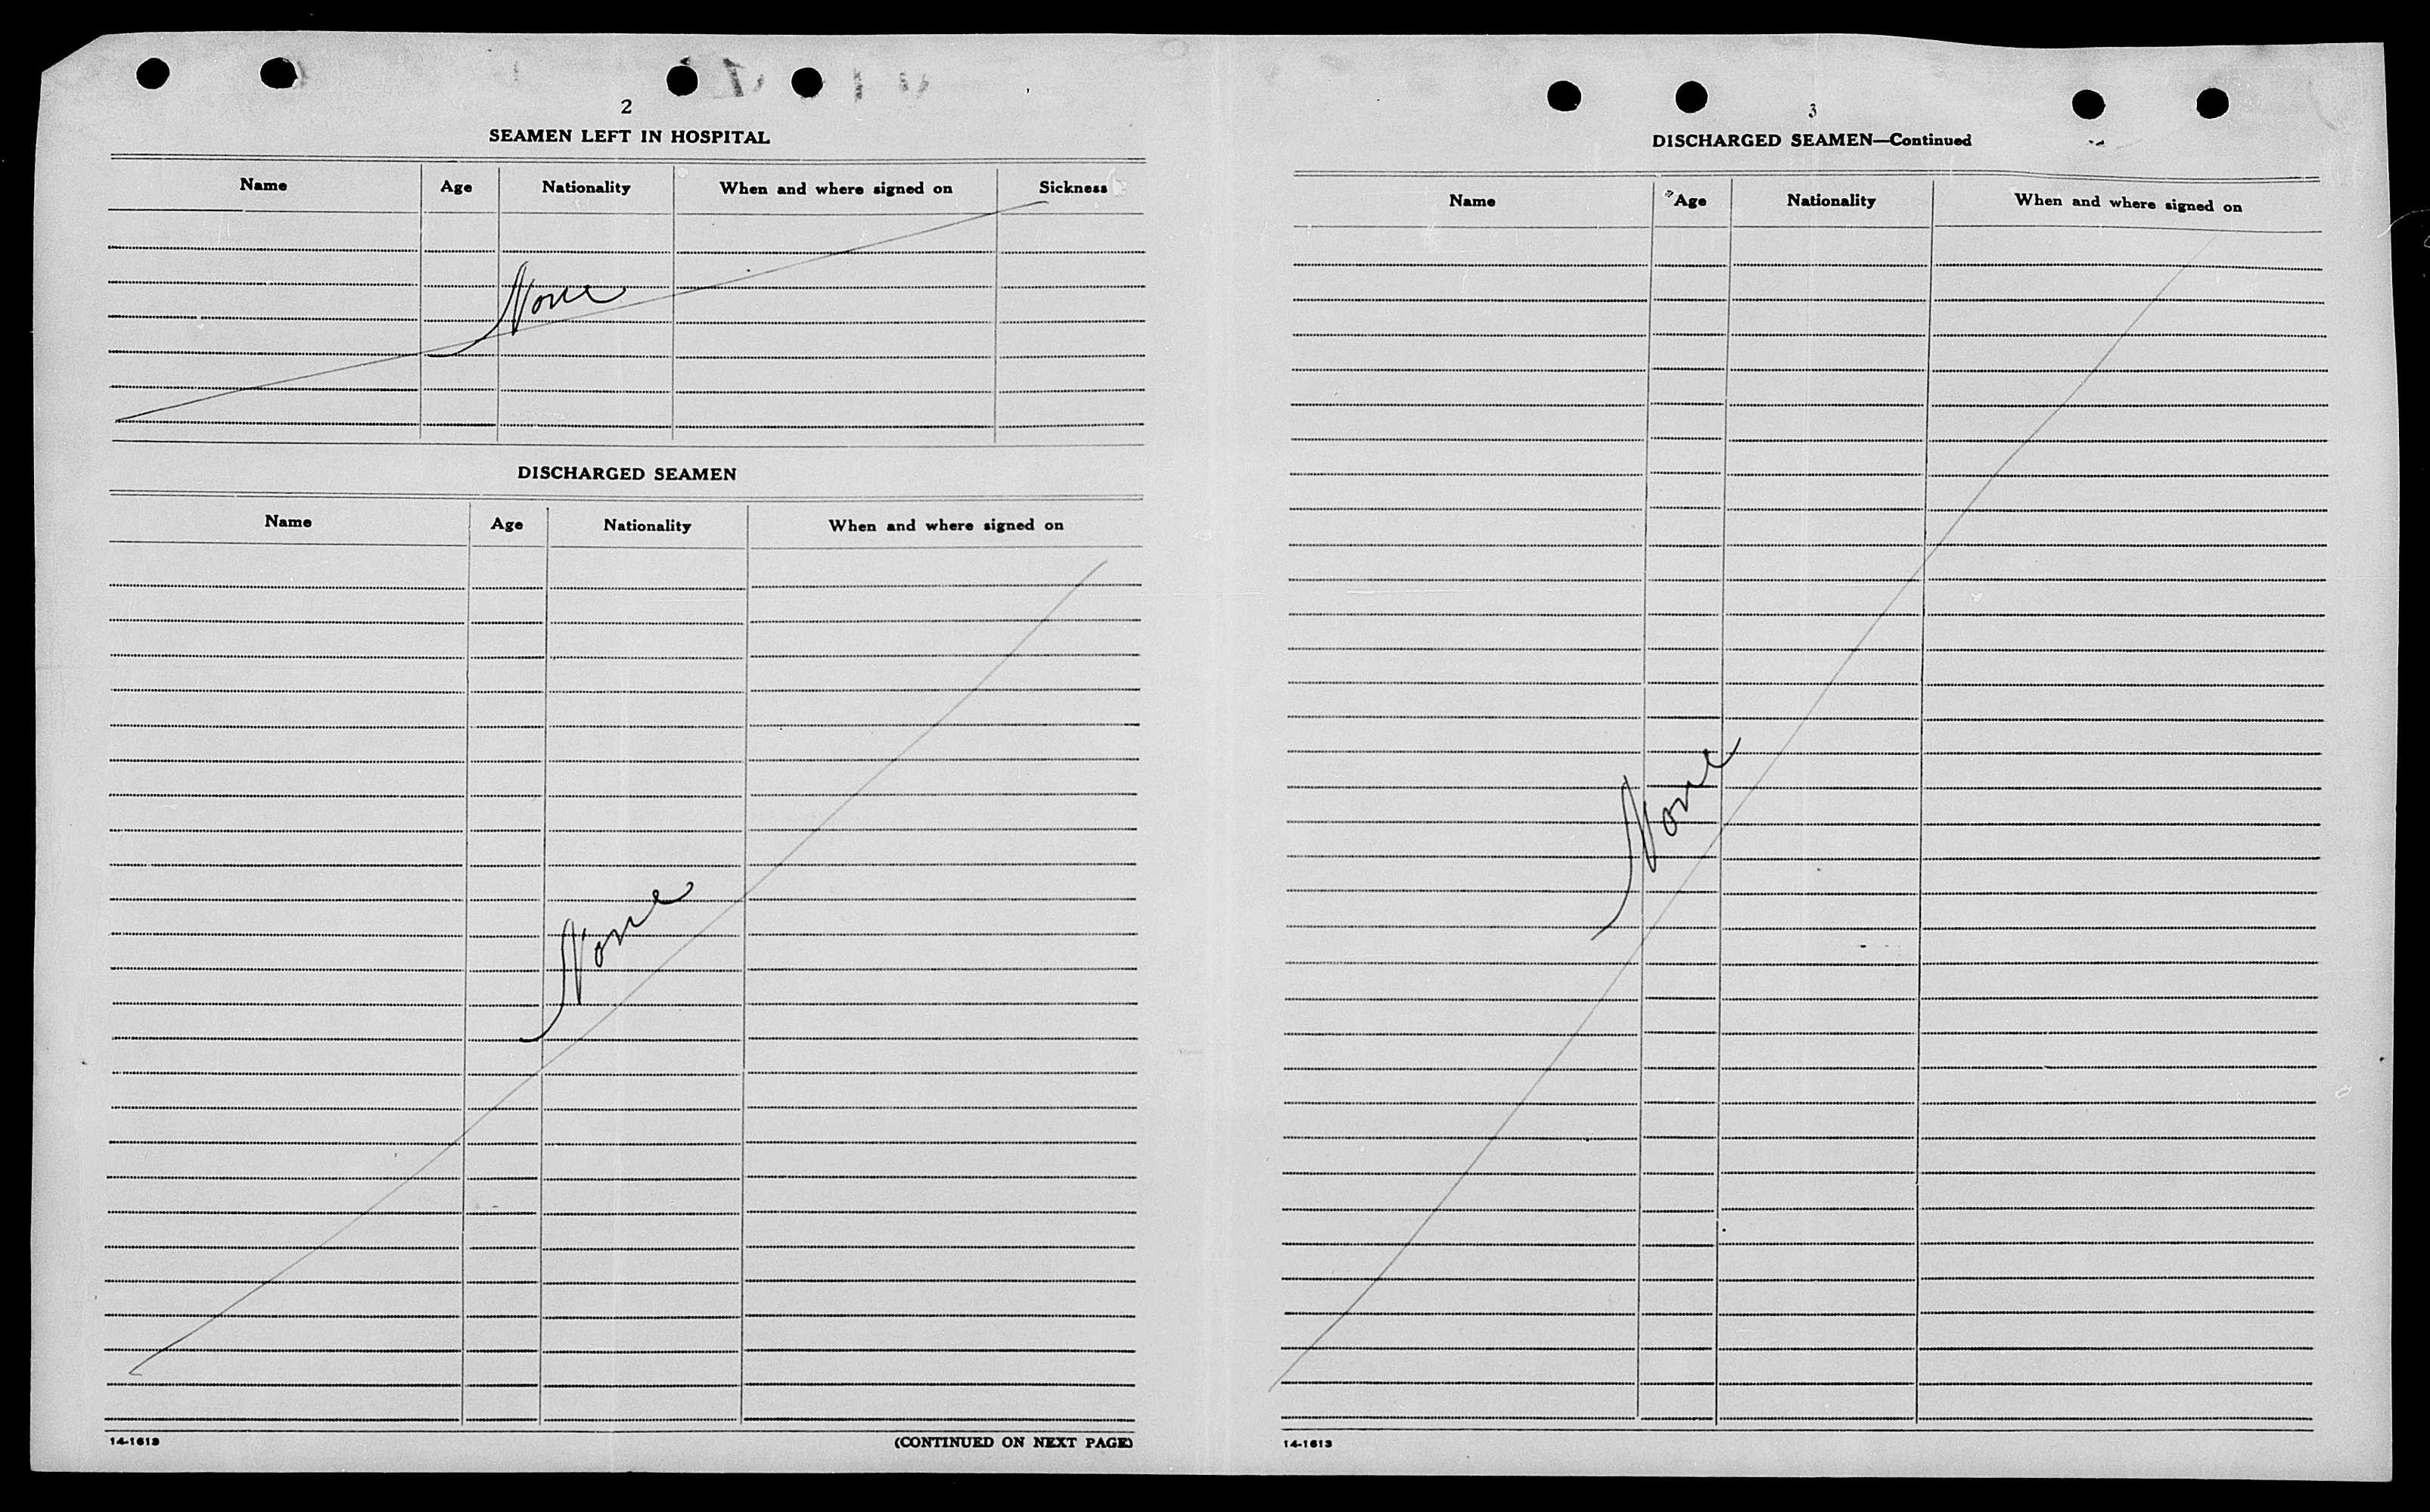 2
SEAMEN LEFT IN HOSPITAL
Name Age Nationality When and where signed on Sickness
None
DISCHARGED SEAMEN
Name Age Nationality When and where signed on
None
14-1613 (CONTINUED ON NEXT PAGE)
3
DISCHARGED SEAMEN—Continued
Name Age Nationality When and where signed on
None
14-1613